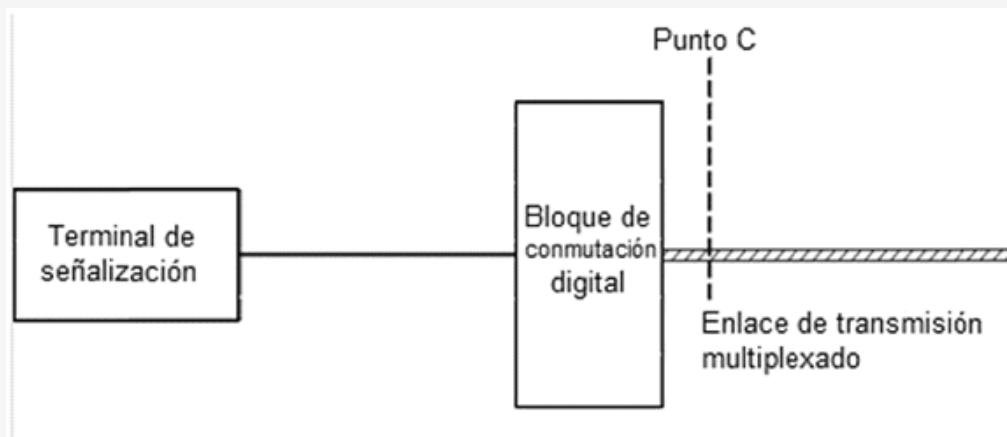 Punto C
Terminal de
señalización
Bloque de
conmutación
digital
Enlace de transmisión
multiplexado